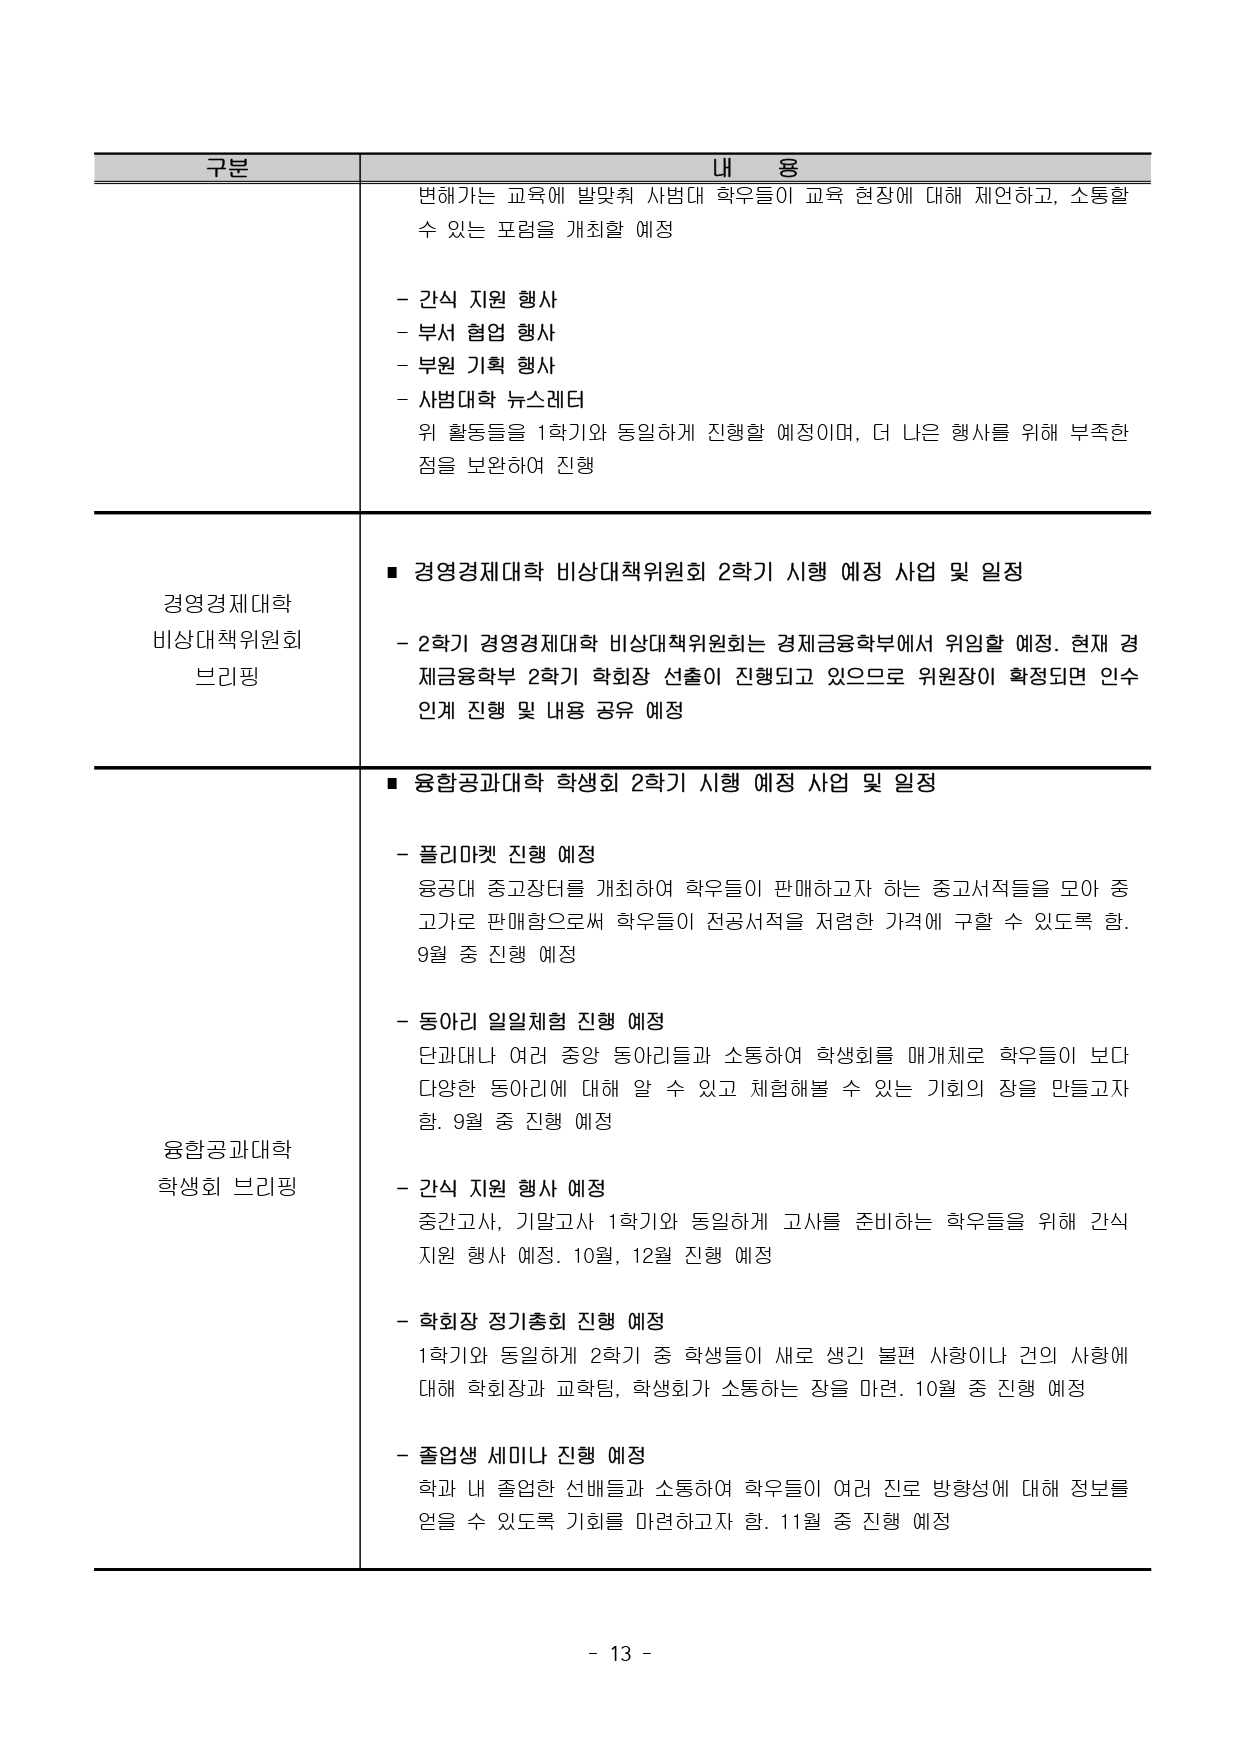 구분 내 용
변해가는 교육에 발맞춰 사범대 학우들이 교육 현장에 대해 제언하고, 소통할
수 있는 포럼을 개최할 예정
- 간식 지원 행사
- 부서 협업 행사
- 부원 기획 행사
- 사범대학 뉴스레터
위 활동들을 1학기와 동일하게 진행할 예정이며, 더 나은 행사를 위해 부족한
점을 보완하여 진행
경영경제대학
비상대책위원회
브리핑
■ 경영경제대학 비상대책위원회 2학기 시행 예정 사업 및 일정
- 2학기 경영경제대학 비상대책위원회는 경제금융학부에서 위임할 예정. 현재 경
제금융학부 2학기 학회장 선출이 진행되고 있으므로 위원장이 확정되면 인수
인계 진행 및 내용 공유 예정
융합공과대학
학생회 브리핑
■ 융합공과대학 학생회 2학기 시행 예정 사업 및 일정
- 플리마켓 진행 예정
융공대 중고장터를 개최하여 학우들이 판매하고자 하는 중고서적들을 모아 중
고가로 판매함으로써 학우들이 전공서적을 저렴한 가격에 구할 수 있도록 함.
9월 중 진행 예정
- 동아리 일일체험 진행 예정
단과대나 여러 중앙 동아리들과 소통하여 학생회를 매개체로 학우들이 보다
다양한 동아리에 대해 알 수 있고 체험해볼 수 있는 기회의 장을 만들고자
함. 9월 중 진행 예정
- 간식 지원 행사 예정
중간고사, 기말고사 1학기와 동일하게 고사를 준비하는 학우들을 위해 간식
지원 행사 예정. 10월, 12월 진행 예정
- 학회장 정기총회 진행 예정
1학기와 동일하게 2학기 중 학생들이 새로 생긴 불편 사항이나 건의 사항에
대해 학회장과 교학팀, 학생회가 소통하는 장을 마련. 10월 중 진행 예정
- 졸업생 세미나 진행 예정
학과 내 졸업한 선배들과 소통하여 학우들이 여러 진로 방향성에 대해 정보를
얻을 수 있도록 기회를 마련하고자 함. 11월 중 진행 예정
- 13 -